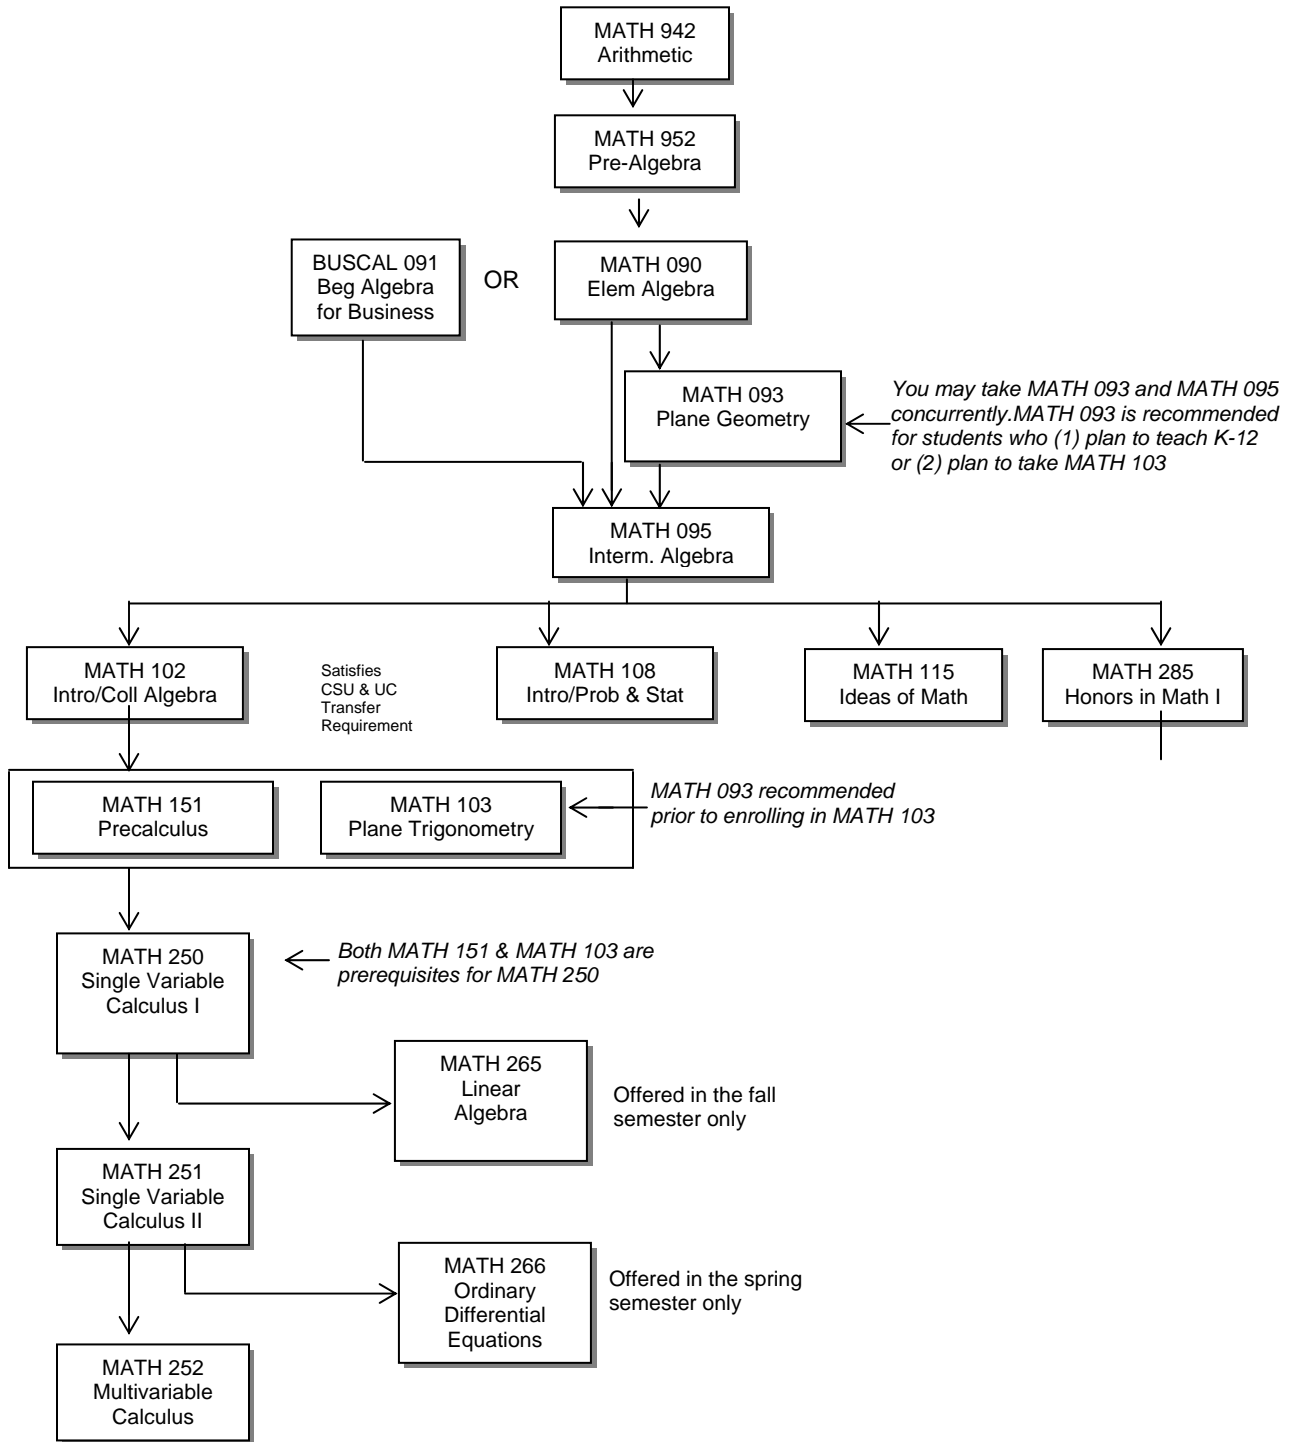 MATH 942
Arithmetic
MATH 952
Pre-Algebra
BUSCAL 091
Beg Algebra
for Business
OR
MATH 090
Elem Algebra
MATH 093
Plane Geometry
You may take MATH 093 and MATH 095
concurrently.MATH 093 is recommended
for students who (1) plan to teach K-12
or (2) plan to take MATH 103
MATH 095
Interm. Algebra
MATH 102
Intro/Coll Algebra
Satisfies
CSU & UC
Transfer
Requirement
MATH 108
Intro/Prob & Stat
MATH 115
Ideas of Math
MATH 285
Honors in Math I
MATH 151
Precalculus
MATH 103
Plane Trigonometry
MATH 093 recommended
prior to enrolling in MATH 103
MATH 250
Single Variable
Calculus I
Both MATH 151 & MATH 103 are
prerequisites for MATH 250
MATH 265
Linear
Algebra
Offered in the fall
semester only
MATH 251
Single Variable
Calculus II
MATH 266
Ordinary
Differential
Equations
Offered in the spring
semester only
MATH 252
Multivariable
Calculus